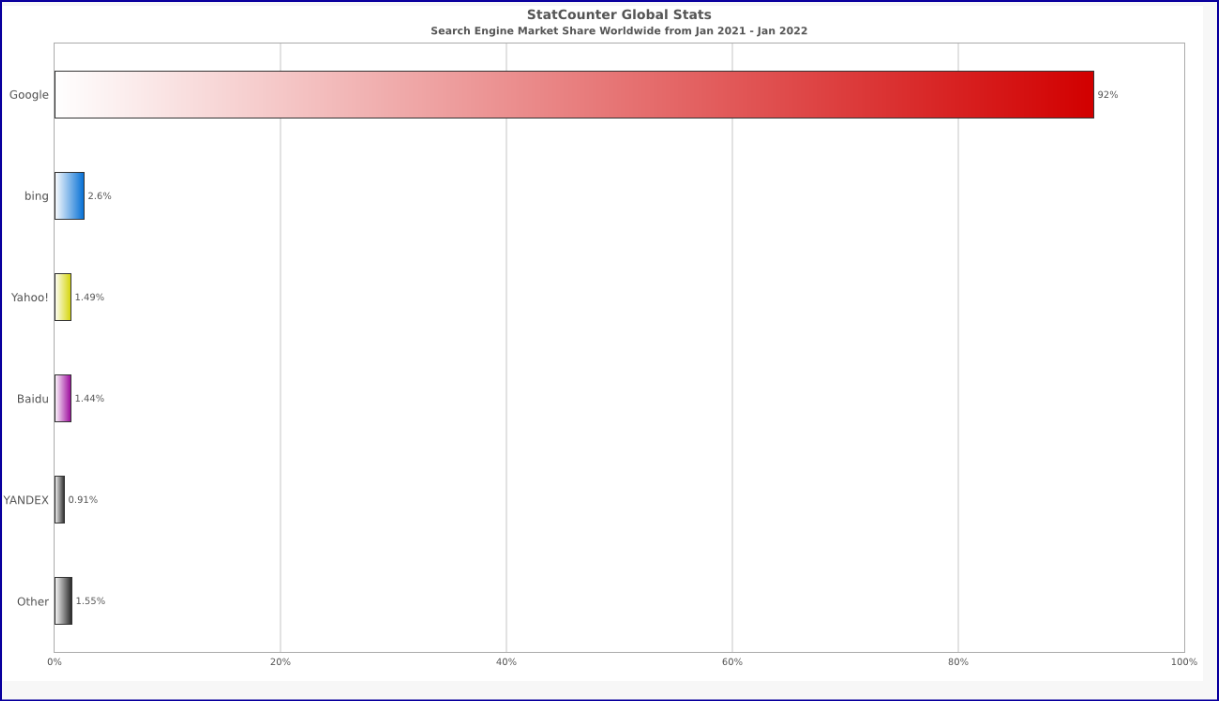 StatCounter Global Stats
Search Engine Market Share Worldwide from Jan 2021 - Jan 2022
Google 92%
bing 2.6%
Yahoo! 1.49%
Baidu 1.44%
YANDEX 0.91%
Other 1.55%
0% 20% 40% 60% 80% 100%